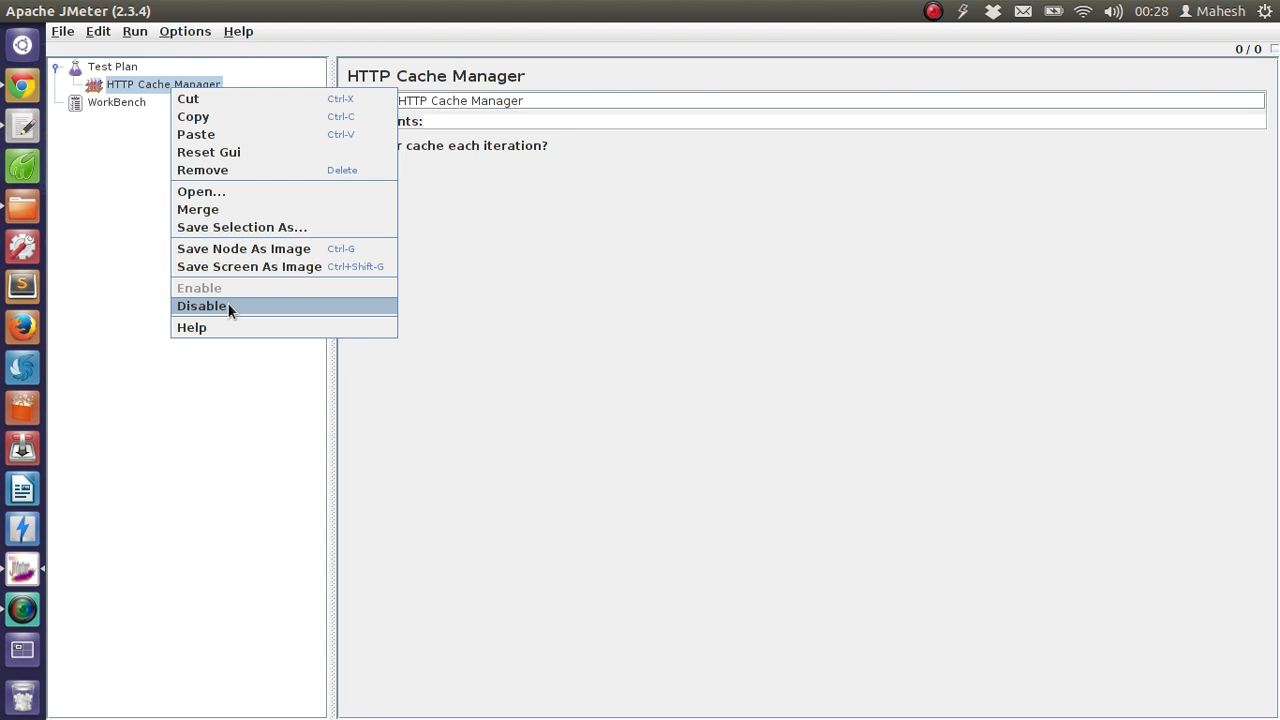 Apache JMeter (2.3.4)
00:28 Mahesh
File Edit Run Options Help
0 / 0
Test Plan
HTTP Cache Manager
WorkBench
Cut Ctrl-X
Copy Ctrl-C
Paste Ctrl-V
Reset Gui
Remove Delete
Open...
Merge
Save Selection As...
Save Node As Image Ctrl-G
Save Screen As Image Ctrl+Shift-G
Enable
Disable
Help
HTTP Cache Manager
HTTP Cache Manager
nts:
r cache each iteration?